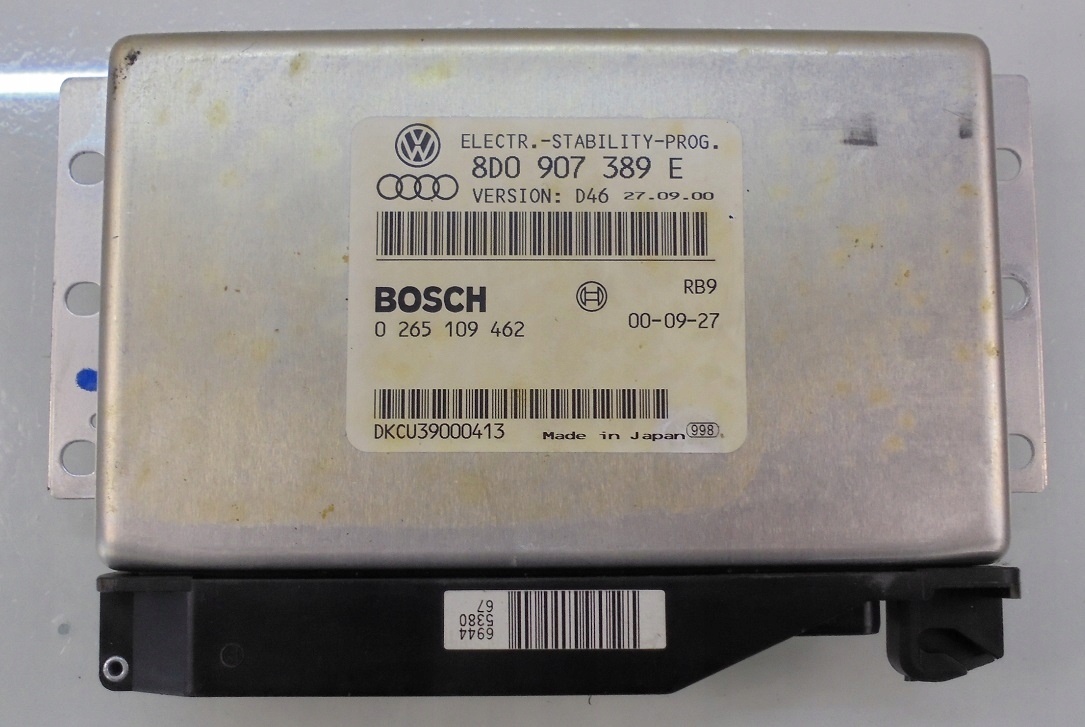 ELECTR.-STABILITY-PROG.
8D0 907 389 E
VERSION: D46 27.09.00
BOSCH
RB9
0 265 109 462
00-09-27
DKCU39000413
Made in Japan 998
6944
5380
67